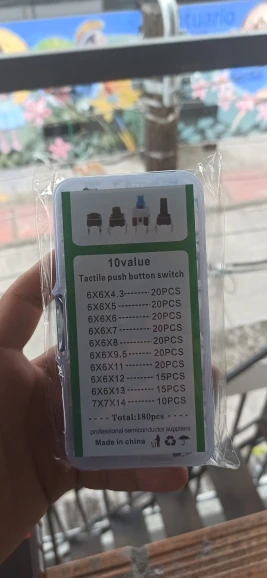 tuario
10value
Tactile push button switch
6X6X4.3--------20PCS
6X6X5----------20PCS
6X6X6----------20PCS
6X6X7----------20PCS
6X6X8----------20PCS
6X6X9.5--------20PCS
6X6X11---------20PCS
6X6X12---------15PCS
6X6X13---------15PCS
7X7X14---------10PCS
---- Total:180pcs ----
professional semiconductor suppliers
Made in china